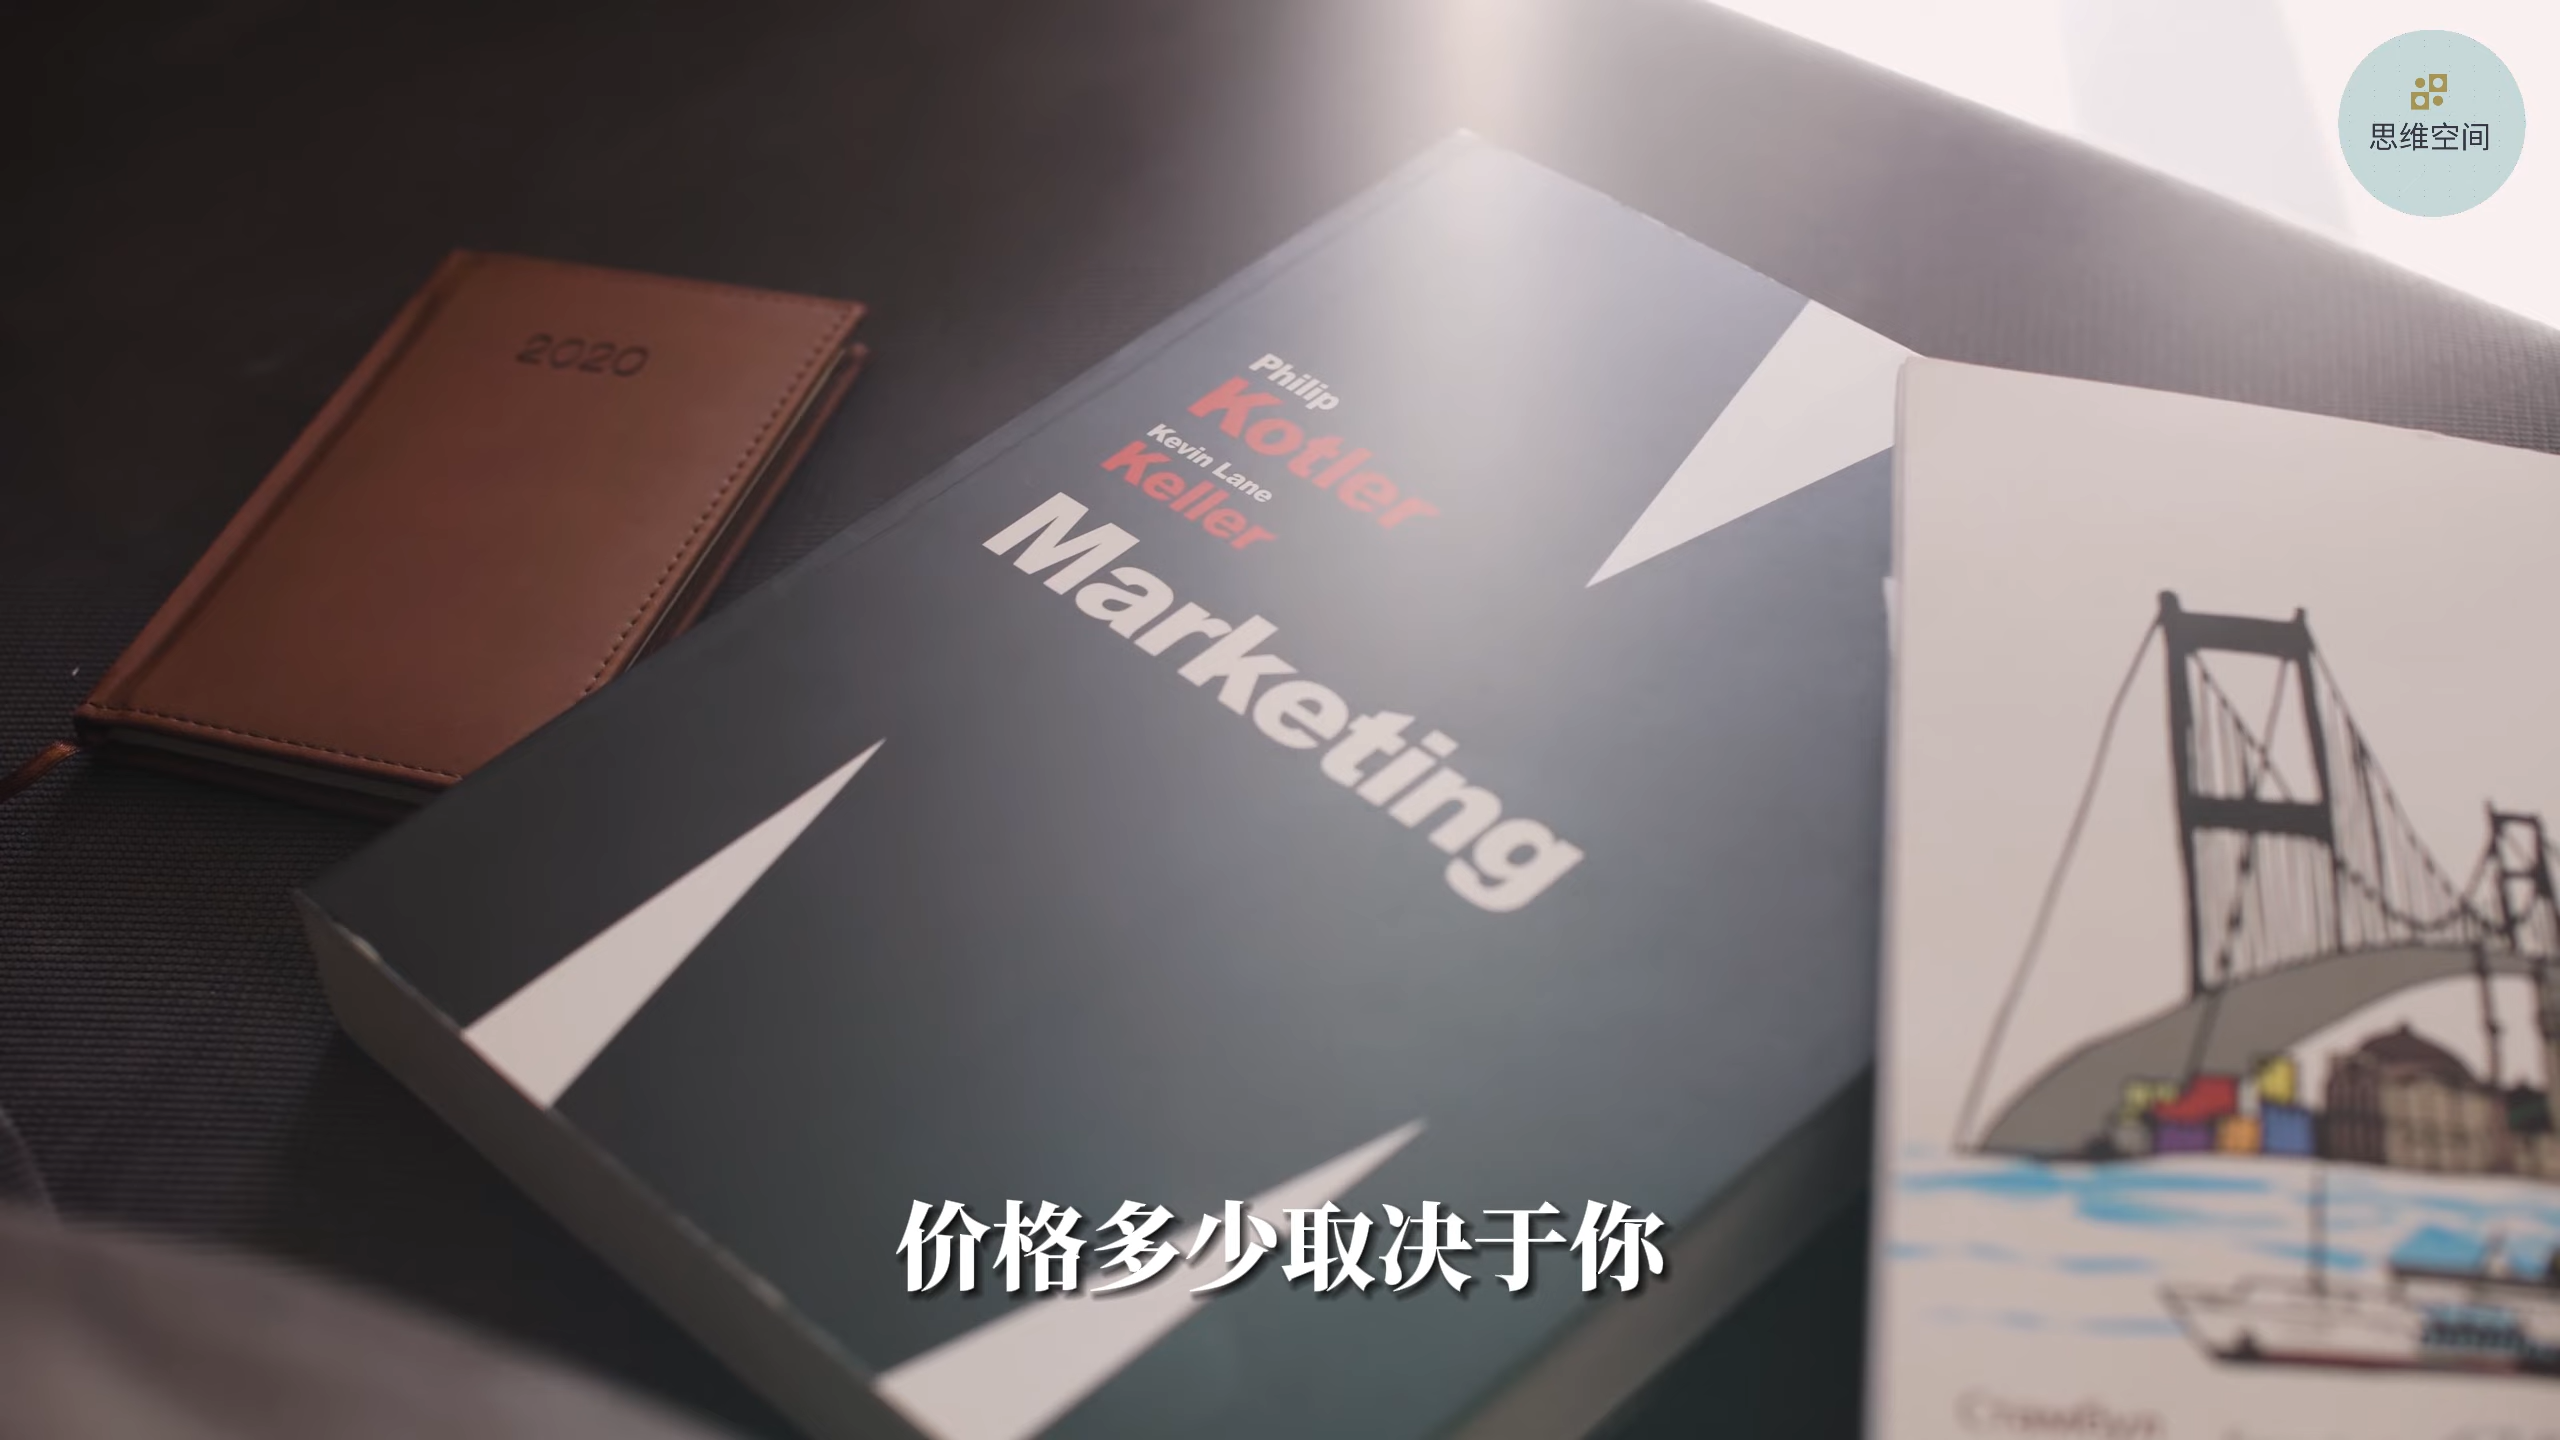 思维空间
2020
Philip
Kotler
Kevin Lane
Keller
Marketing
价格多少取决于你
Стамбул